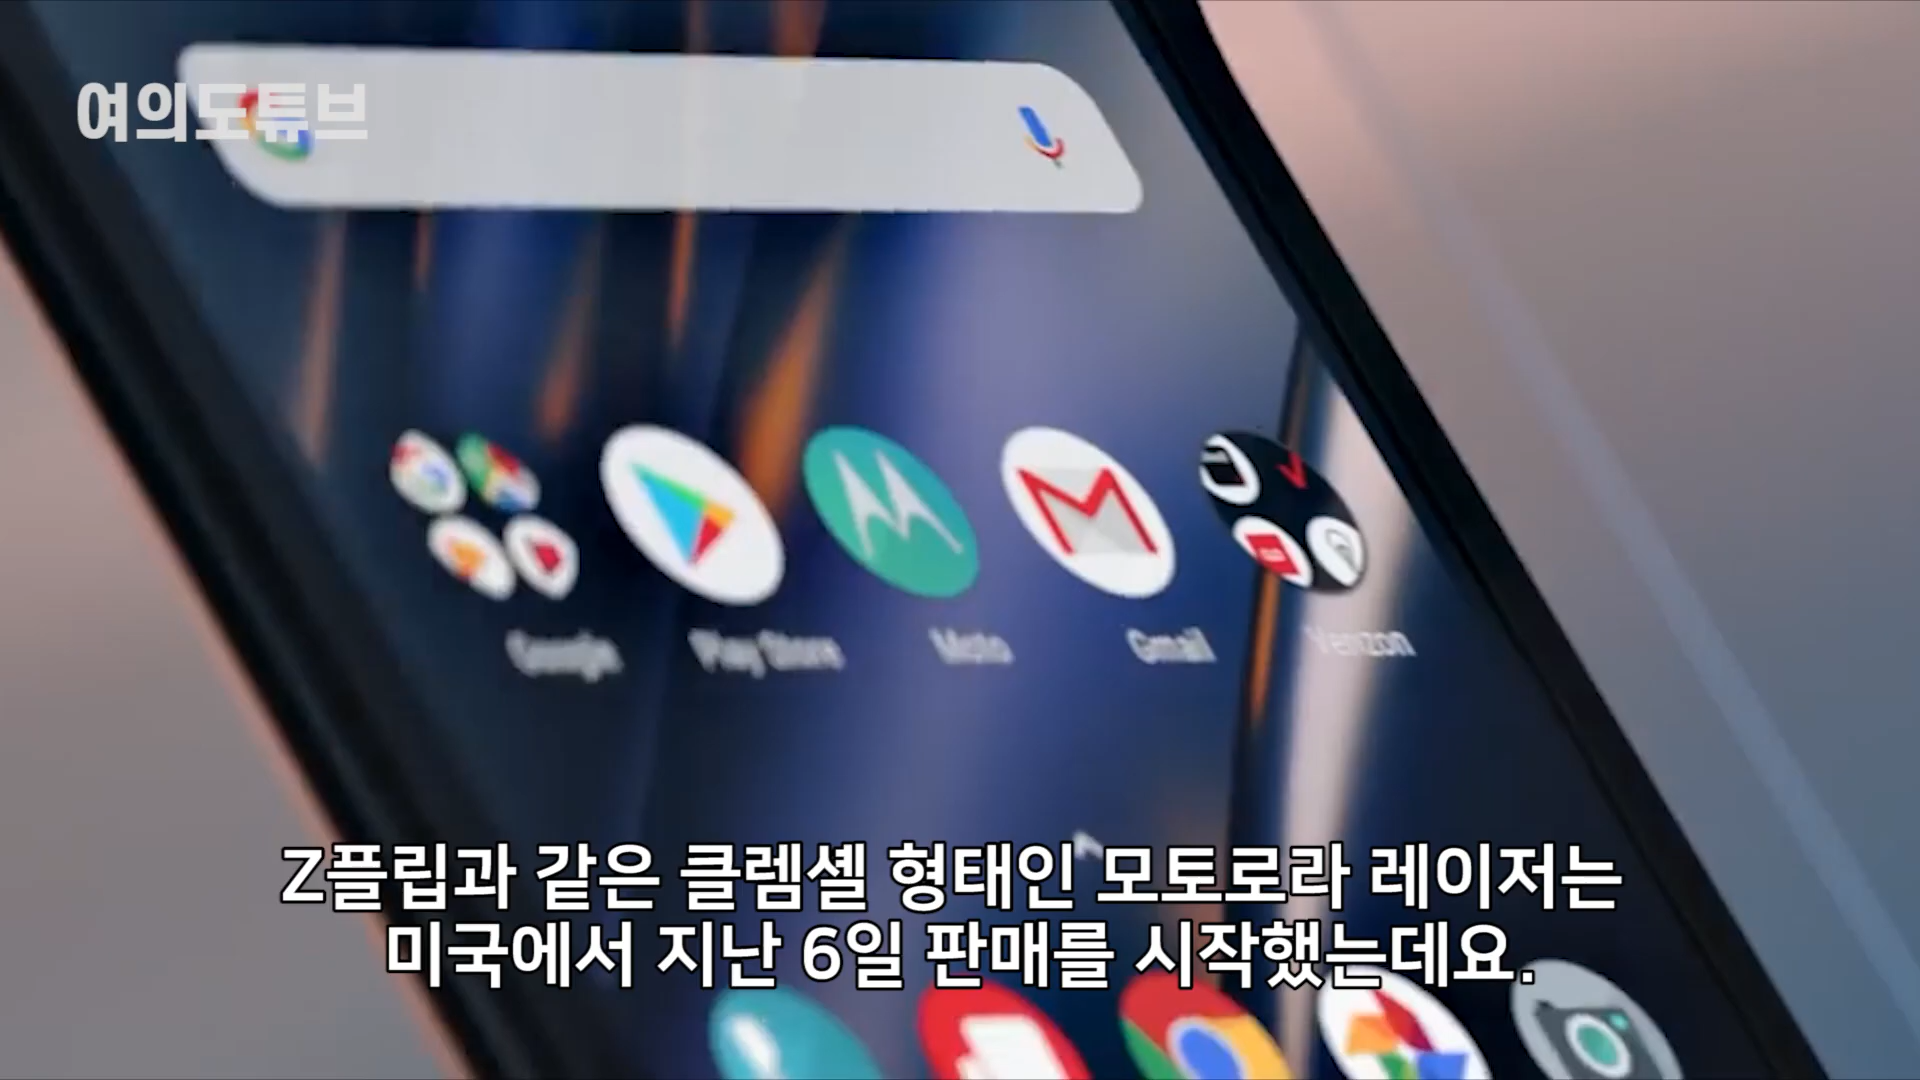 여의도튜브
Google
Play Store
Moto
Gmail
Verizon
Z플립과 같은 클렘셸 형태인 모토로라 레이저는
미국에서 지난 6일 판매를 시작했는데요.